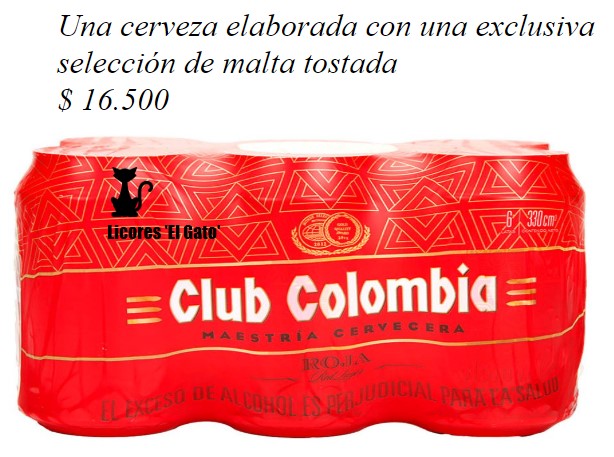 Una cerveza elaborada con una exclusiva
selección de malta tostada
$ 16.500
Licores 'El Gato'
6 330 cm³
Club Colombia
MAESTRÍA CERVECERA
ROJA
EL EXCESO DE ALCOHOL ES PERJUDICIAL PARA LA SALUD